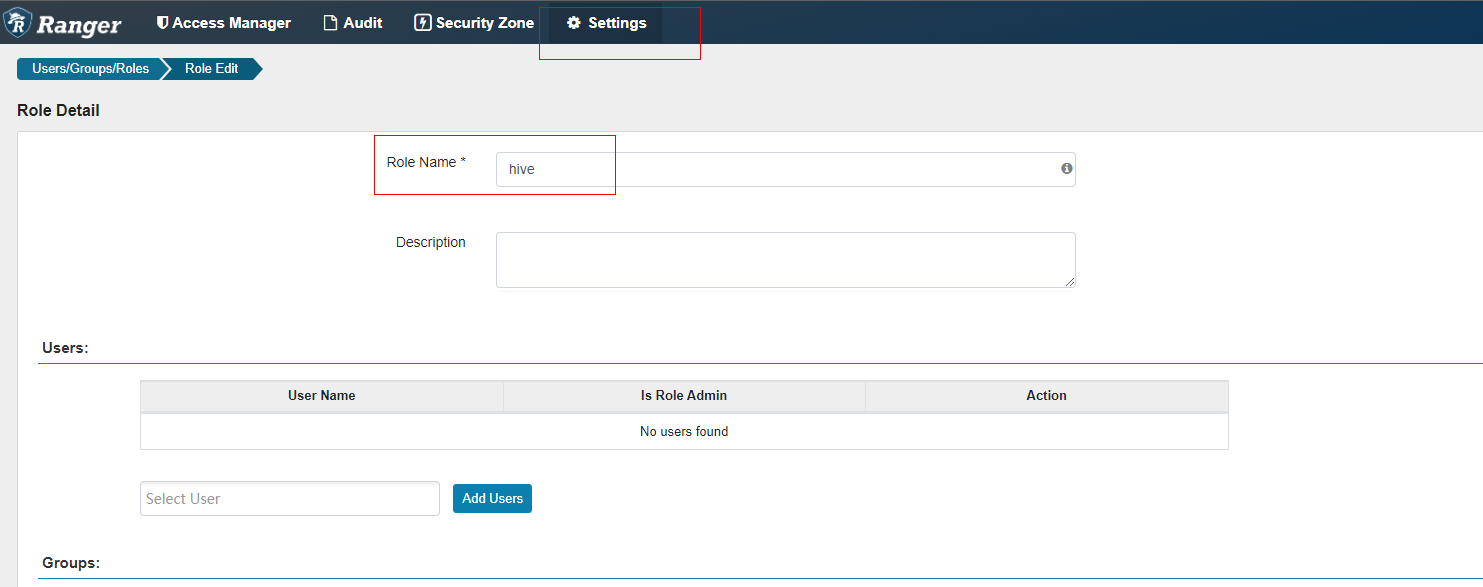 Ranger Access Manager Audit Security Zone Settings
Users/Groups/Roles Role Edit
Role Detail
Role Name * hive
Description
Users:
User Name Is Role Admin Action
No users found
Select User Add Users
Groups: